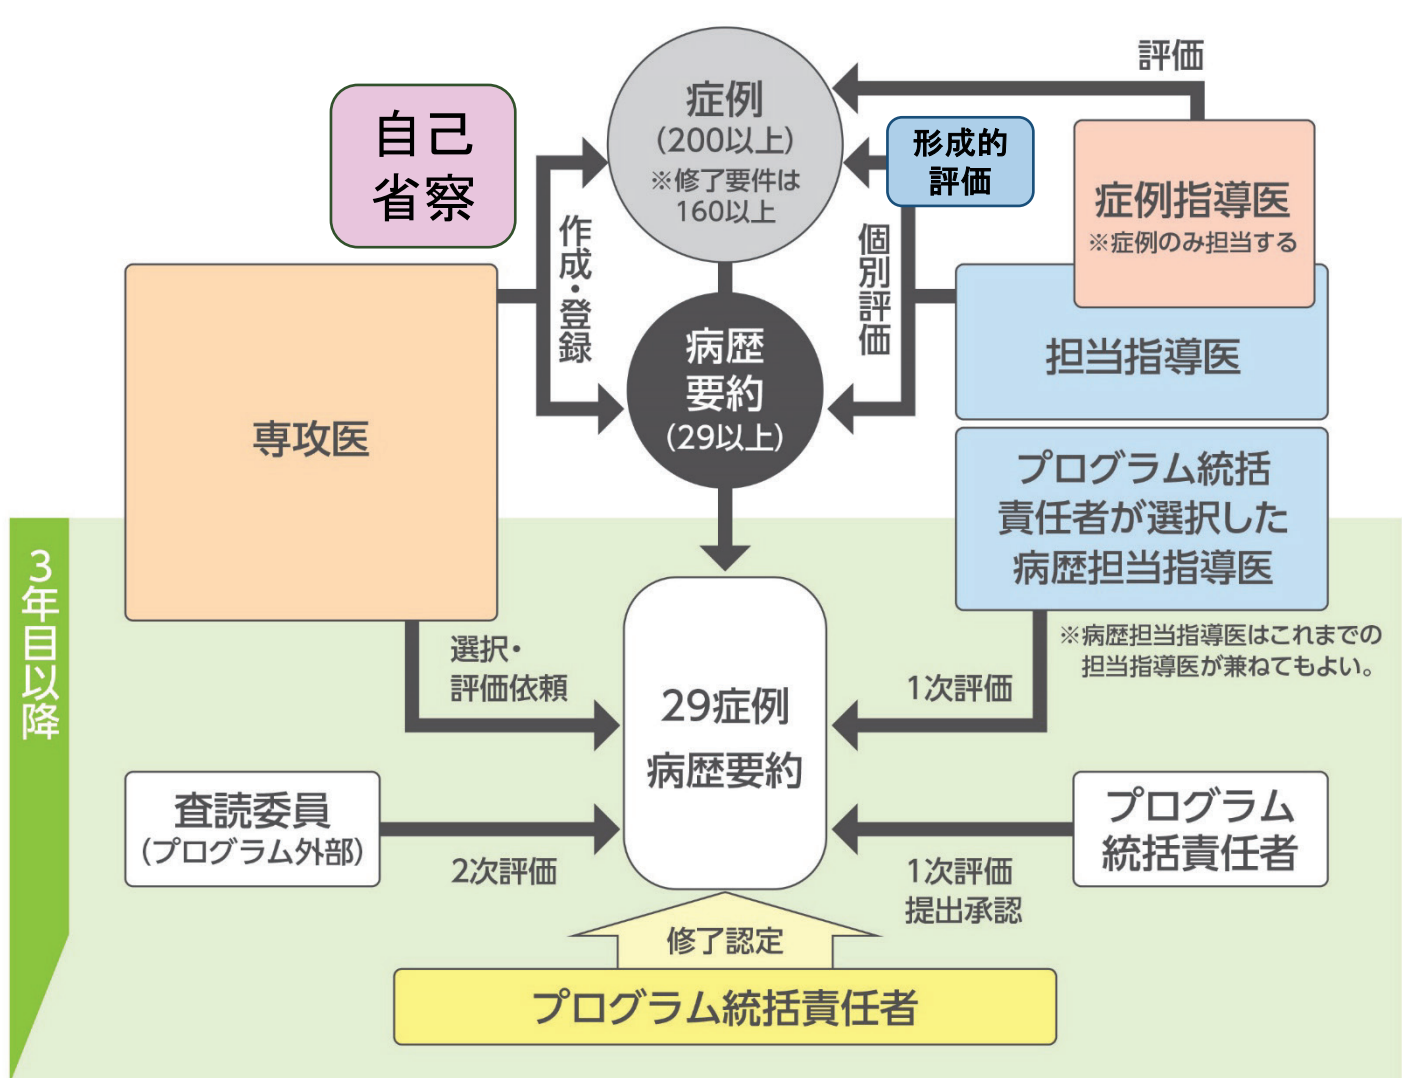 評価
自己
省察
症例
(200以上)
※修了要件は
160以上
形成的
評価
症例指導医
※症例のみ担当する
作成・登録
個別評価
病歴
要約
(29以上)
担当指導医
専攻医
プログラム統括
責任者が選択した
病歴担当指導医
3年目以降
※病歴担当指導医はこれまでの
担当指導医が兼ねてもよい。
選択・
評価依頼
1次評価
29症例
病歴要約
査読委員
(プログラム外部)
2次評価
プログラム
統括責任者
1次評価
提出承認
修了認定
プログラム統括責任者